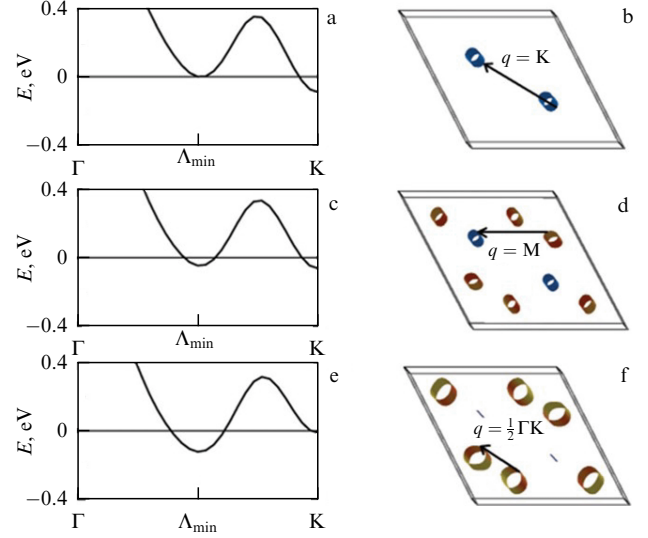 0.4
E, eV
0
−0.4
Γ
Λmin
K
a
b
q = K
0.4
E, eV
0
−0.4
Γ
Λmin
K
c
d
q = M
0.4
E, eV
0
−0.4
Γ
Λmin
K
e
f
q = ½ ΓK